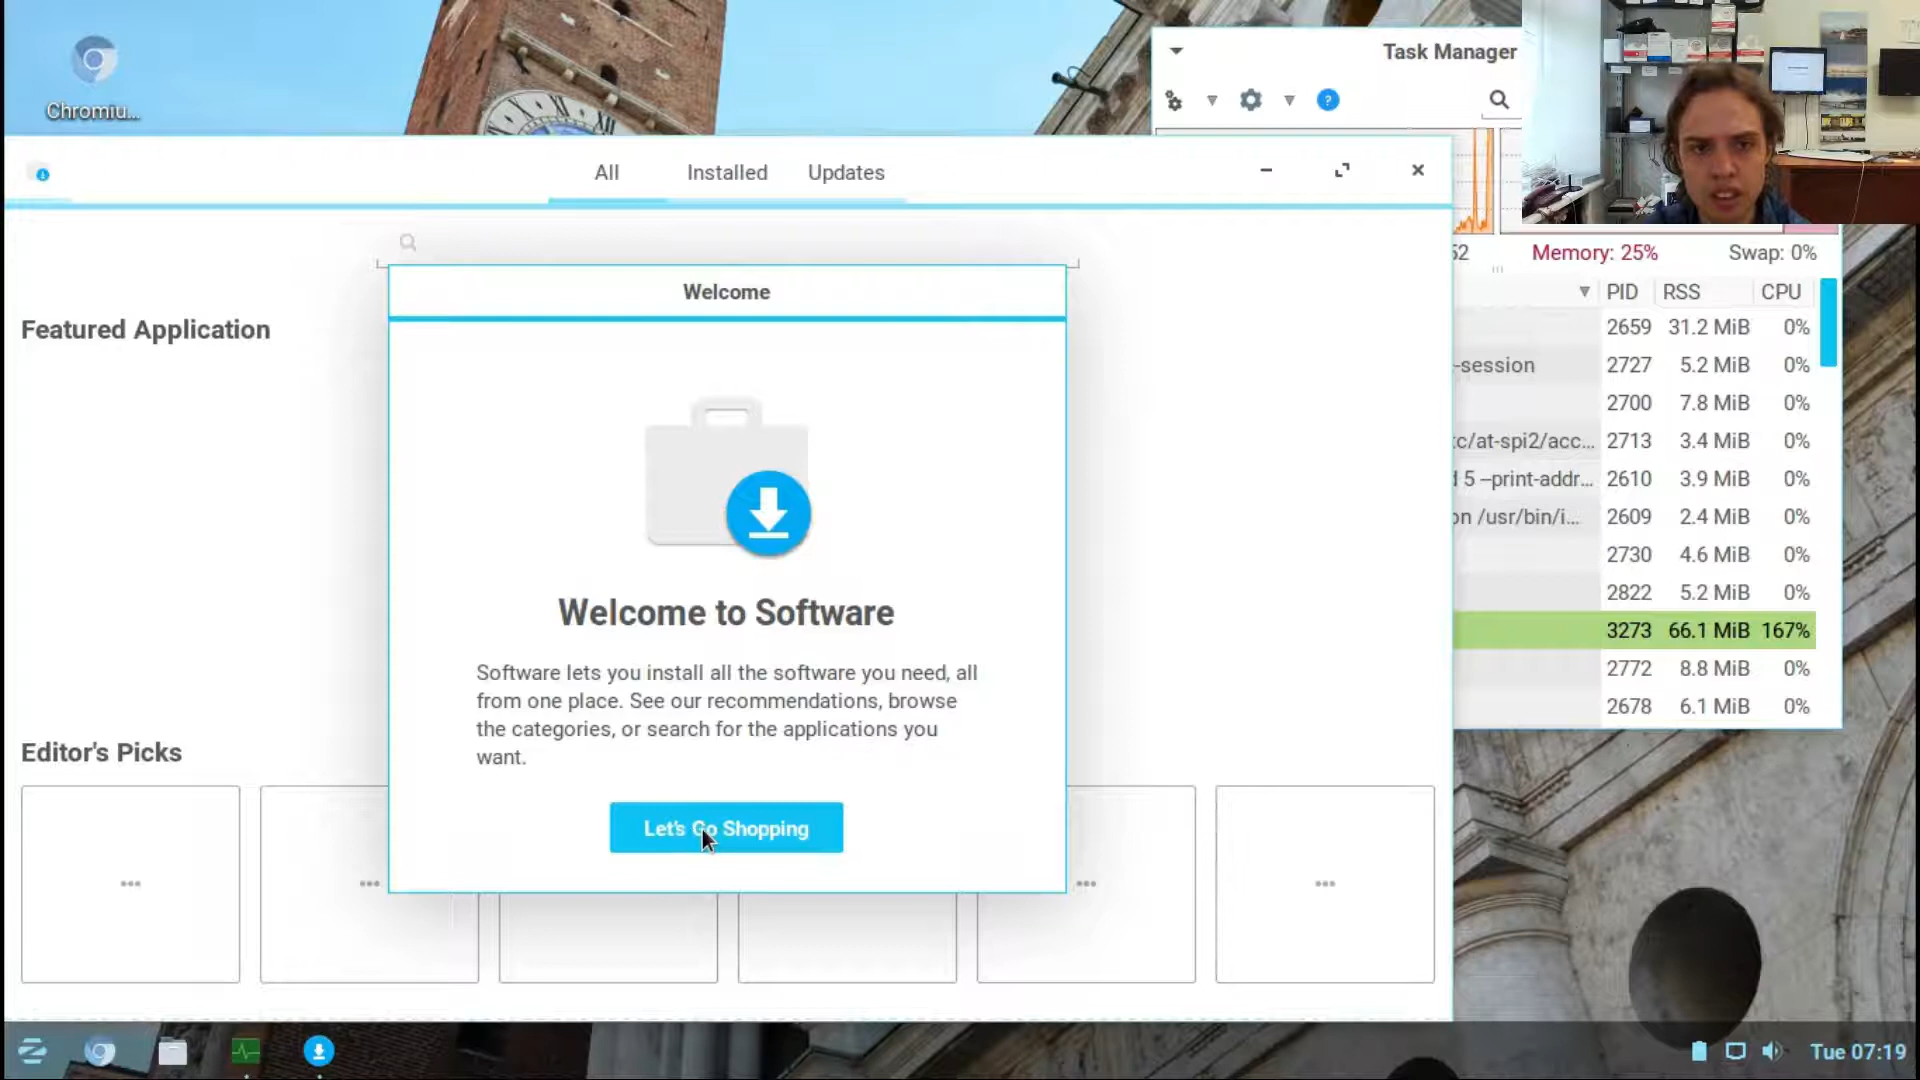 Chromiu...
Task Manager
?
All
Installed
Updates
52
Memory: 25%
Swap: 0%
PID
RSS
CPU
Featured Application
Welcome
2659 31.2 MiB 0%
-session 2727 5.2 MiB 0%
2700 7.8 MiB 0%
tc/at-spi2/acc... 2713 3.4 MiB 0%
5 –print-addr... 2610 3.9 MiB 0%
on /usr/bin/i... 2609 2.4 MiB 0%
2730 4.6 MiB 0%
2822 5.2 MiB 0%
3273 66.1 MiB 167%
2772 8.8 MiB 0%
2678 6.1 MiB 0%
Welcome to Software
Software lets you install all the software you need, all
from one place. See our recommendations, browse
the categories, or search for the applications you
want.
Let's Go Shopping
Editor's Picks
...
...
...
...
Tue 07:19